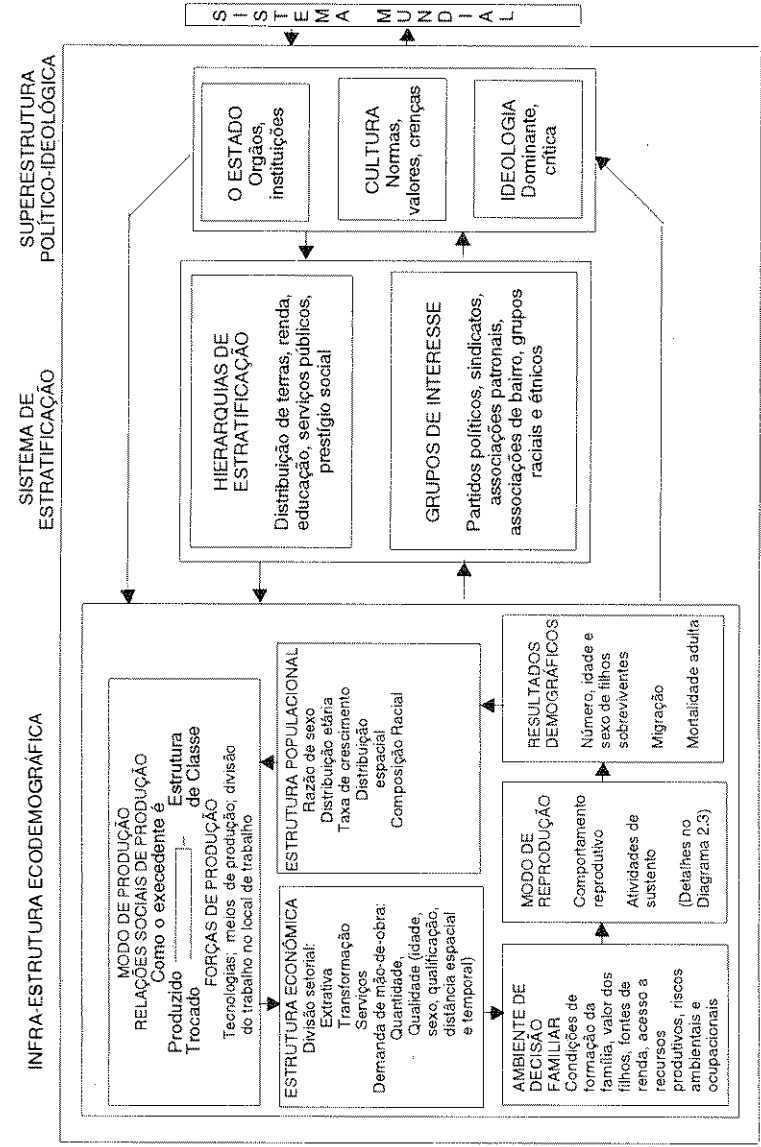 INFRA-ESTRUTURA ECODEMOGRÁFICA
MODO DE PRODUÇÃO
RELAÇÕES SOCIAIS DE PRODUÇÃO
Como o execedente é
Produzido
Trocado
Estrutura
de Classe
FORÇAS DE PRODUÇÃO
Tecnologias; meios de produção; divisão
do trabalho no local de trabalho
ESTRUTURA ECONÔMICA
Divisão setorial:
Extrativa
Transformação
Serviços
Demanda de mão-de-obra:
Quantidade,
Qualidade (idade,
sexo, qualificação,
distância espacial
e temporal)
ESTRUTURA POPULACIONAL
Razão de sexo
Distribuição etária
Taxa de crescimento
Distribuição
espacial
Composição Racial
AMBIENTE DE
DECISÃO
FAMILIAR
Condições de
formação da
família, valor dos
filhos, fontes de
renda, acesso a
recursos
produtivos, riscos
ambientais e
ocupacionais
MODO DE
REPRODUÇÃO
Comportamento
reprodutivo
Atividades de
sustento
(Detalhes no
Diagrama 2.3)
RESULTADOS
DEMOGRÁFICOS
Número, idade e
sexo de filhos
sobreviventes
Migração
Mortalidade adulta
SISTEMA DE
ESTRATIFICAÇÃO
HIERARQUIAS DE
ESTRATIFICAÇÃO
Distribuição de terras, renda,
educação, serviços públicos,
prestígio social
GRUPOS DE INTERESSE
Partidos políticos, sindicatos,
associações patronais,
associações de bairro, grupos
raciais e étnicos
SUPERESTRUTURA
POLÍTICO-IDEOLÓGICA
O ESTADO
Orgãos,
instituições
CULTURA
Normas,
valores, crenças
IDEOLOGIA
Dominante,
crítica
SISTEMA MUNDIAL